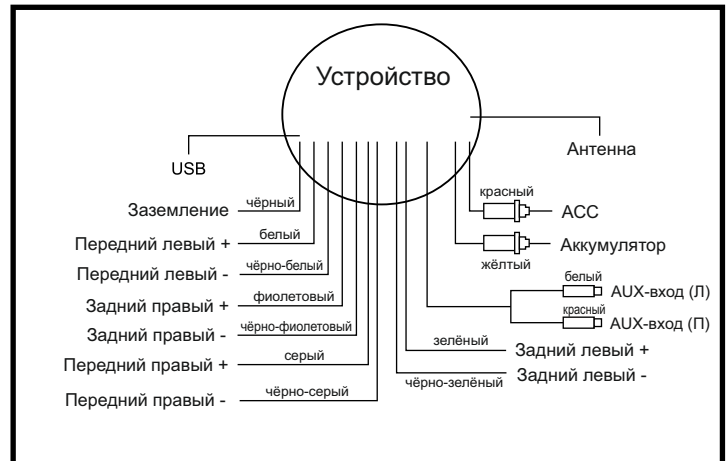 Устройство
USB
Антенна
Заземление
чёрный
Передний левый +
белый
Передний левый -
чёрно-белый
Задний правый +
фиолетовый
Задний правый -
чёрно-фиолетовый
Передний правый +
серый
Передний правый -
чёрно-серый
красный
ACC
Аккумулятор
жёлтый
белый
AUX-вход (Л)
красный
AUX-вход (П)
зелёный
Задний левый +
чёрно-зелёный
Задний левый -